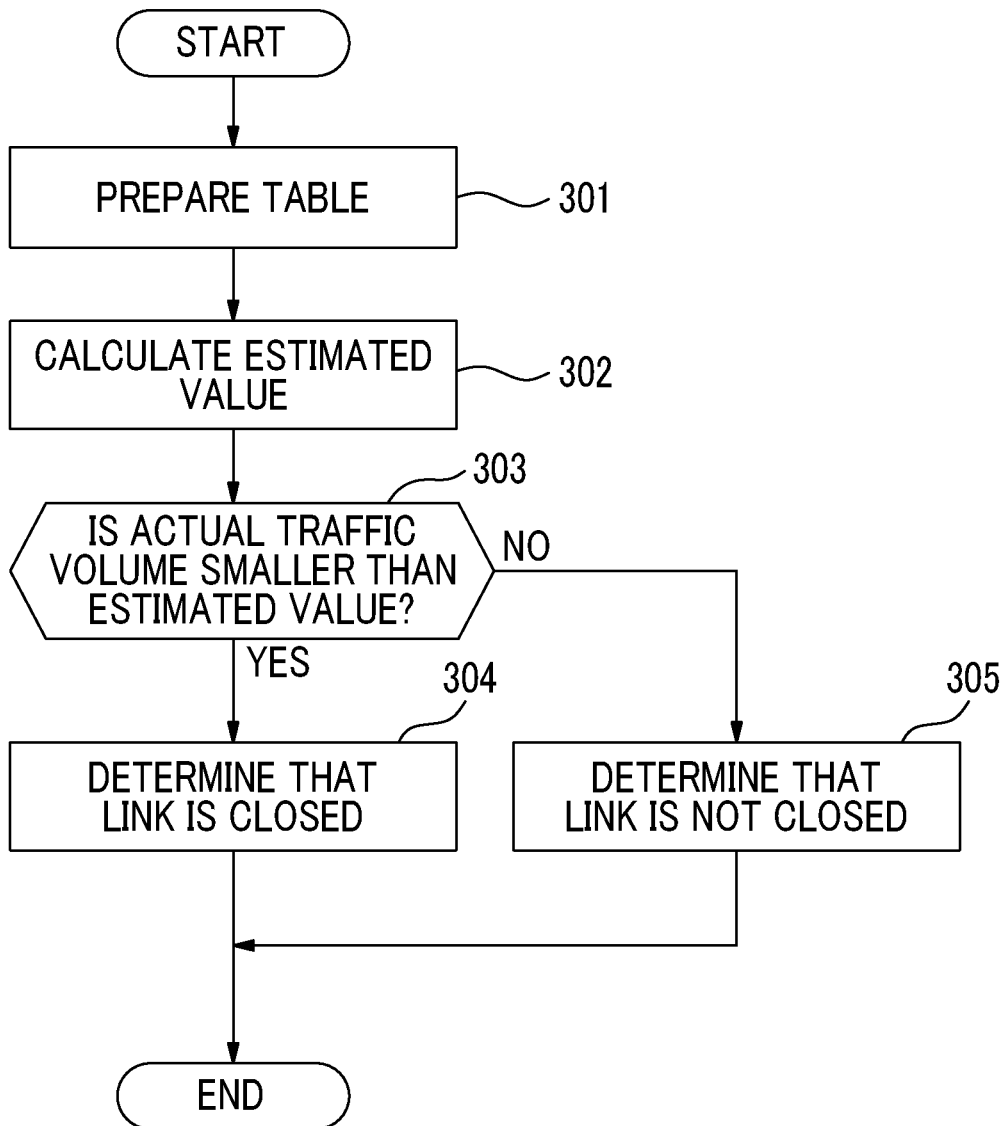 START
PREPARE TABLE
301
CALCULATE ESTIMATED
VALUE
302
303
IS ACTUAL TRAFFIC
VOLUME SMALLER THAN
ESTIMATED VALUE?
NO
YES
304
DETERMINE THAT
LINK IS CLOSED
305
DETERMINE THAT
LINK IS NOT CLOSED
END